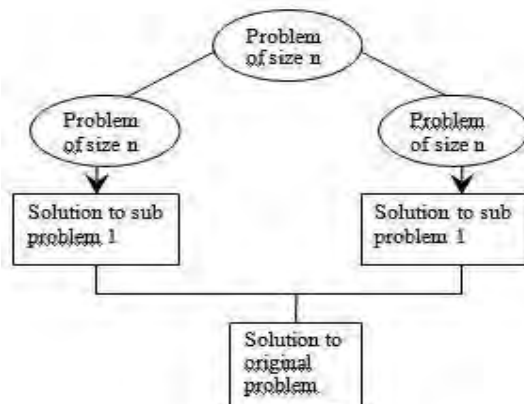 Problem
of size n
Problem
of size n
Problem
of size n
Solution to sub
problem 1
Solution to sub
problem 1
Solution to
original
problem